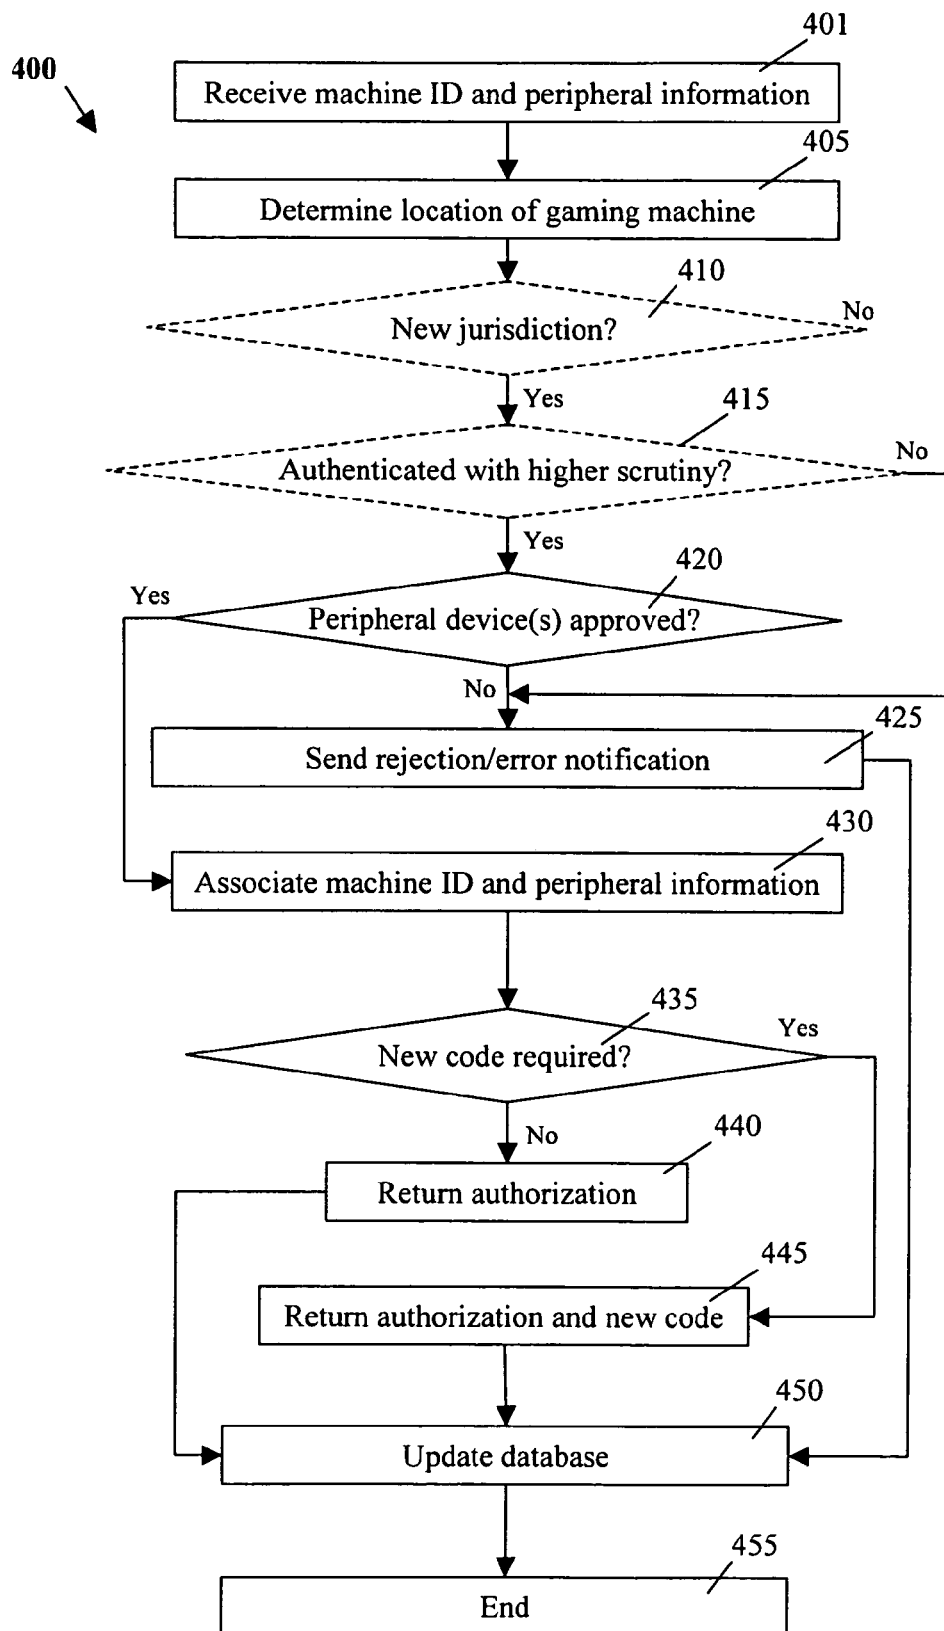 401
400
Receive machine ID and peripheral information
405
Determine location of gaming machine
410
No
New jurisdiction?
Yes
415
No
Authenticated with higher scrutiny?
Yes
420
Yes
Peripheral device(s) approved?
No
425
Send rejection/error notification
430
Associate machine ID and peripheral information
435
Yes
New code required?
No
440
Return authorization
445
Return authorization and new code
450
Update database
455
End